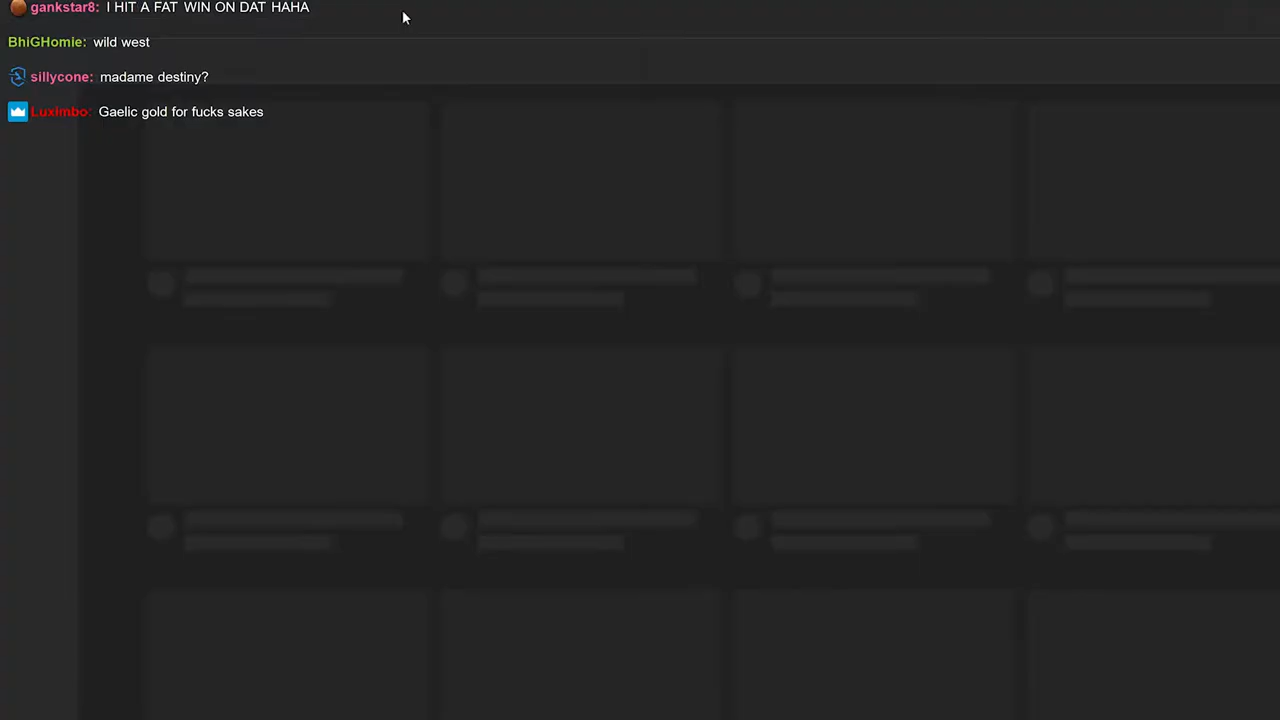 gankstar8: I HIT A FAT WIN ON DAT HAHA
BhiGHomie: wild west
sillycone: madame destiny?
Luximbo: Gaelic gold for fucks sakes